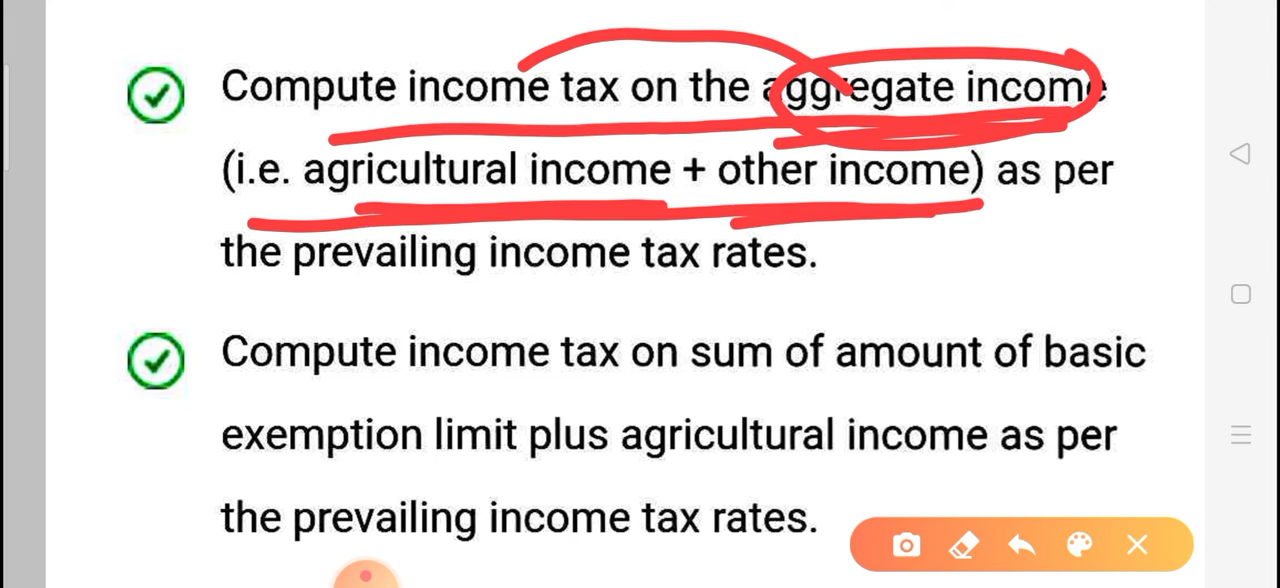 Compute income tax on the aggregate income
(i.e. agricultural income + other income) as per
the prevailing income tax rates.
Compute income tax on sum of amount of basic
exemption limit plus agricultural income as per
the prevailing income tax rates.